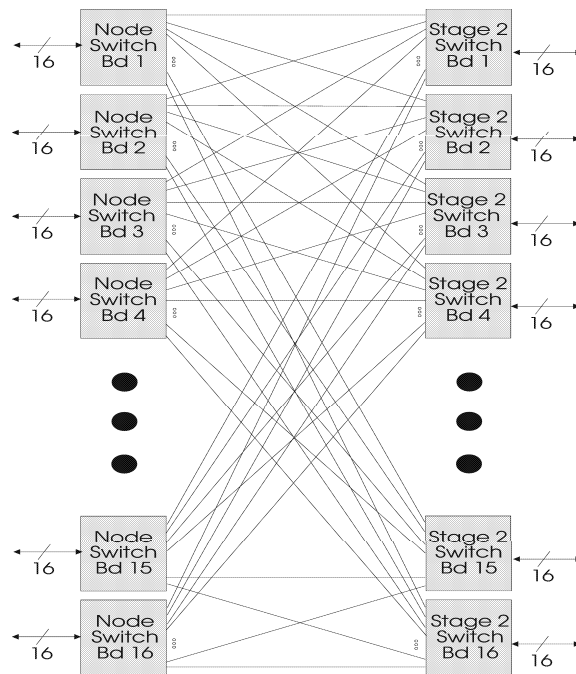 Node
Switch
Bd 1
16
Stage 2
Switch
Bd 1
16
Node
Switch
Bd 2
16
Stage 2
Switch
Bd 2
16
Node
Switch
Bd 3
16
Stage 2
Switch
Bd 3
16
Node
Switch
Bd 4
16
Stage 2
Switch
Bd 4
16
Node
Switch
Bd 15
16
Stage 2
Switch
Bd 15
16
Node
Switch
Bd 16
16
Stage 2
Switch
Bd 16
16